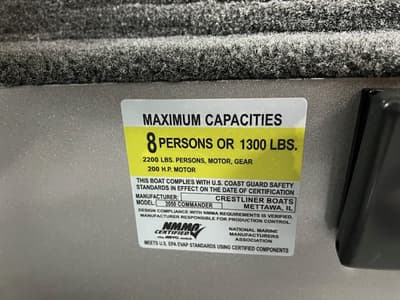 MAXIMUM CAPACITIES
8 PERSONS OR 1300 LBS.
2200 LBS. PERSONS, MOTOR, GEAR
200 H.P. MOTOR
THIS BOAT COMPLIES WITH U.S. COAST GUARD SAFETY
STANDARDS IN EFFECT ON THE DATE OF CERTIFICATION
MANUFACTURER: CRESTLINER BOATS
MODEL: 2050 COMMANDER METTAWA, IL
DESIGN COMPLIANCE WITH NMMA REQUIREMENTS IS VERIFIED.
MANUFACTURER RESPONSIBLE FOR PRODUCTION CONTROL.
NMMA
CERTIFIED
NATIONAL MARINE
MANUFACTURERS
ASSOCIATION
MEETS U.S. EPA EVAP STANDARDS USING CERTIFIED COMPONENTS